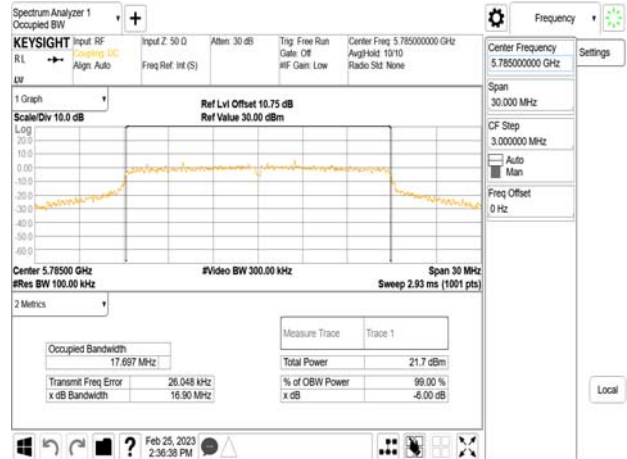 Spectrum Analyzer 1
Occupied BW
+
Frequency
KEYSIGHT
Input: RF
Input Z: 50 Ω
Atten: 30 dB
Trig: Free Run
Center Freq: 5.785000000 GHz
RL
Coupling: DC
Gate: Off
Avg|Hold: 10/10
Align: Auto
Freq Ref: Int (S)
#IF Gain: Low
Radio Std: None
Center Frequency
5.785000000 GHz
Settings
Span
30.000 MHz
CF Step
3.000000 MHz
Auto
Man
Freq Offset
0 Hz
Local
1 Graph
Ref Lvl Offset 10.75 dB
Scale/Div 10.0 dB
Ref Value 30.00 dBm
Log
20.0
10.0
0.00
-10.0
-20.0
-30.0
-40.0
-50.0
-60.0
Center 5.78500 GHz
#Video BW 300.00 kHz
Span 30 MHz
#Res BW 100.00 kHz
Sweep 2.93 ms (1001 pts)
2 Metrics
Measure Trace
Trace 1
Occupied Bandwidth
17.697 MHz
Total Power
21.7 dBm
Transmit Freq Error
26.048 kHz
% of OBW Power
99.00 %
x dB Bandwidth
16.90 MHz
x dB
-6.00 dB
?
Feb 25, 2023
2:36:38 PM